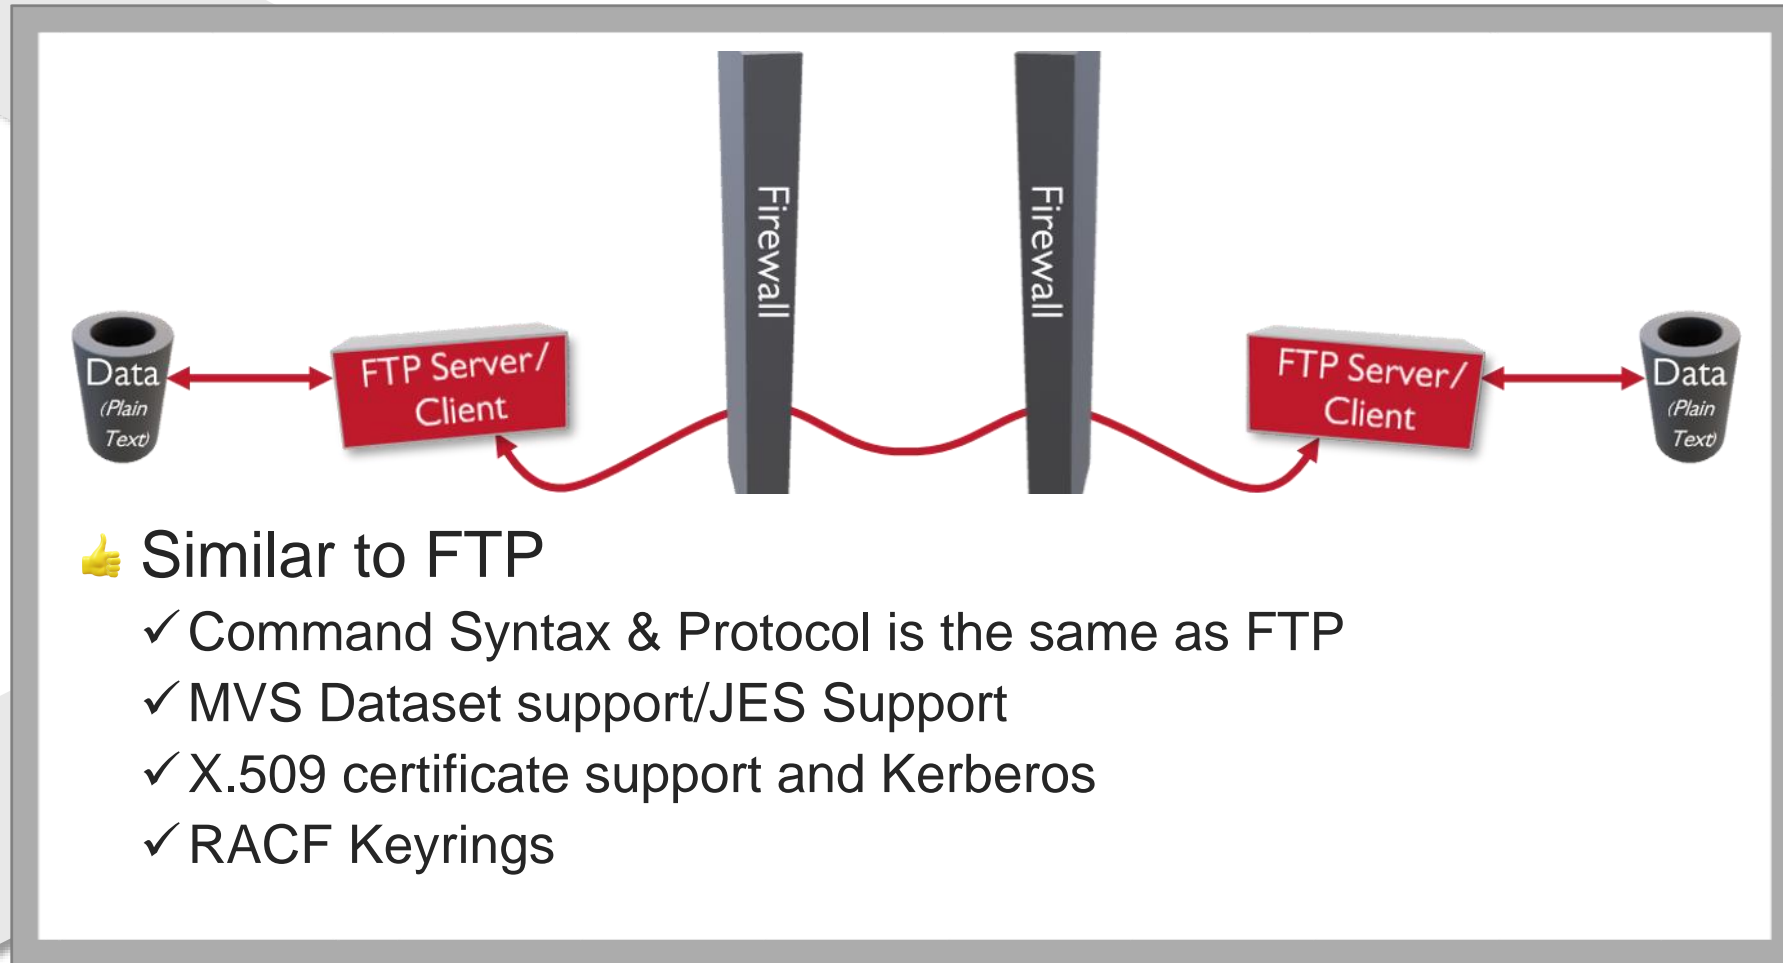 Firewall
Firewall
Data
(Plain
Text)
FTP Server/
Client
FTP Server/
Client
Data
(Plain
Text)
Similar to FTP
✓ Command Syntax & Protocol is the same as FTP
✓ MVS Dataset support/JES Support
✓ X.509 certificate support and Kerberos
✓ RACF Keyrings